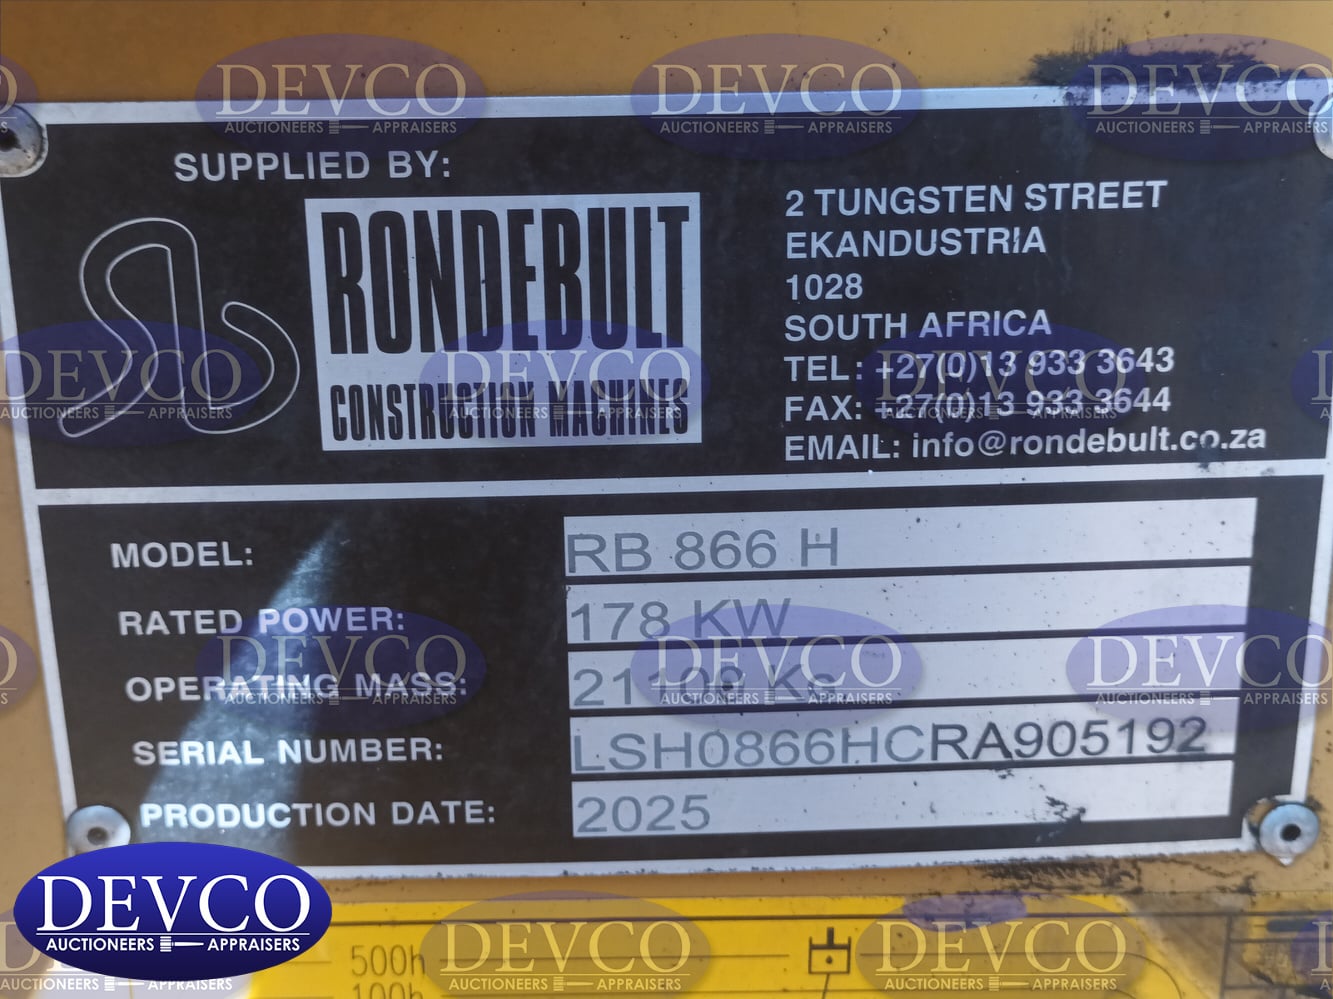 SUPPLIED BY:
RONDEBULT
CONSTRUCTION MACHINES
2 TUNGSTEN STREET
EKANDUSTRIA
1028
SOUTH AFRICA
TEL: +27(0)13 933 3643
FAX: +27(0)13 933 3644
EMAIL: info@rondebult.co.za
MODEL: RB 866 H
RATED POWER: 178 KW
OPERATING MASS:
SERIAL NUMBER: LSH0866HCRA905192
PRODUCTION DATE: 2025
DEVCO
AUCTIONEERS APPRAISERS
500h
100h